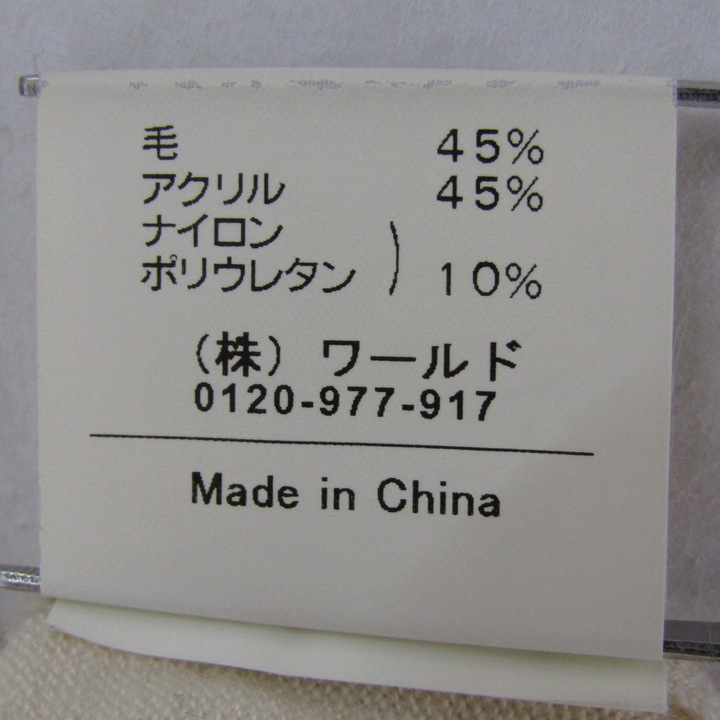 毛 45%
アクリル 45%
ナイロン
ポリウレタン ) 10%
（株） ワールド
0120-977-917
Made in China